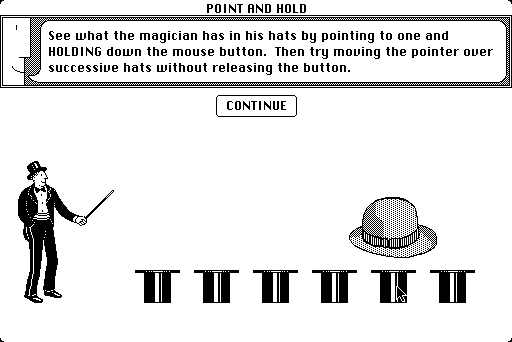 POINT AND HOLD
See what the magician has in his hats by pointing to one and
HOLDING down the mouse button.  Then try moving the pointer over
successive hats without releasing the button.
CONTINUE